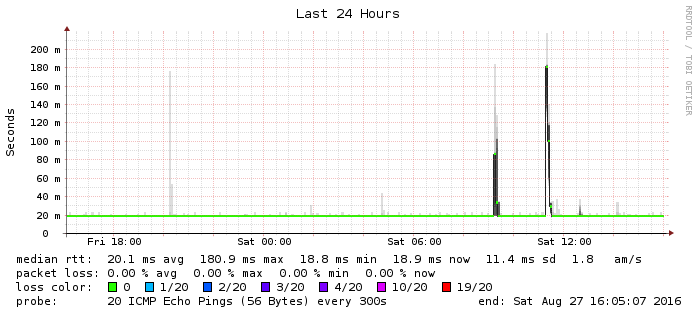 Last 24 Hours
RRDTOOL / TOBI OETIKER
Seconds
200 m
180 m
160 m
140 m
120 m
100 m
80 m
60 m
40 m
20 m
0
Fri 18:00 Sat 00:00 Sat 06:00 Sat 12:00
median rtt: 20.1 ms avg 180.9 ms max 18.8 ms min 18.9 ms now 11.4 ms sd 1.8 am/s
packet loss: 0.00 % avg 0.00 % max 0.00 % min 0.00 % now
loss color: 0 1/20 2/20 3/20 4/20 10/20 19/20
probe: 20 ICMP Echo Pings (56 Bytes) every 300s end: Sat Aug 27 16:05:07 2016